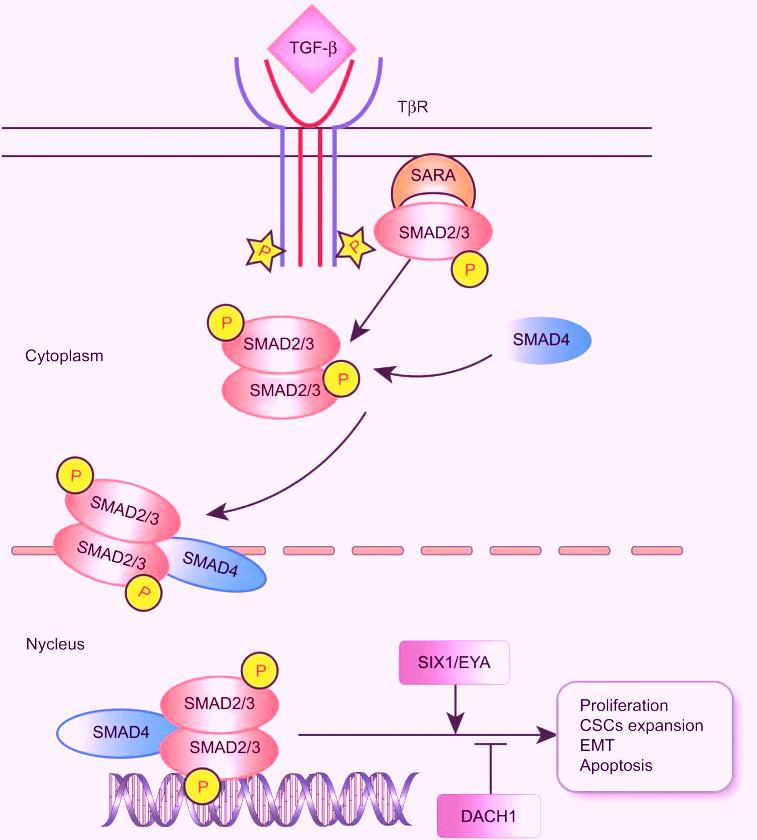 TGF-β
TβR
SARA
SMAD2/3
P
P
P
P
SMAD2/3
SMAD4
Cytoplasm
SMAD2/3
P
P
SMAD2/3
SMAD2/3
SMAD4
P
Nycleus
P
SIX1/EYA
SMAD2/3
SMAD4
SMAD2/3
P
Proliferation
CSCs expansion
EMT
Apoptosis
DACH1